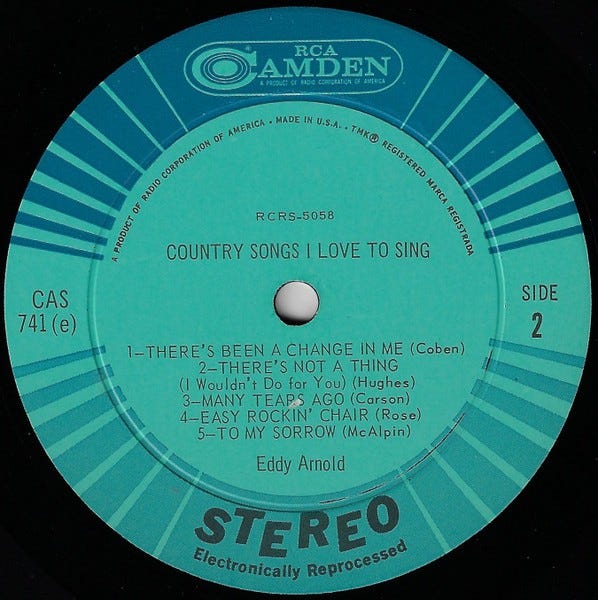 RCA
CAMDEN
A PRODUCT OF RADIO CORPORATION OF AMERICA
A PRODUCT OF RADIO CORPORATION OF AMERICA • MADE IN U.S.A. • TMK® REGISTERED MARCA REGISTRADA
RCRS-5058
COUNTRY SONGS I LOVE TO SING
CAS
741 (e)
SIDE
2
1—THERE'S BEEN A CHANGE IN ME (Coben)
2—THERE'S NOT A THING
(I Wouldn't Do for You) (Hughes)
3—MANY TEARS AGO (Carson)
4—EASY ROCKIN' CHAIR (Rose)
5—TO MY SORROW (McAlpin)
Eddy Arnold
STEREO
Electronically Reprocessed